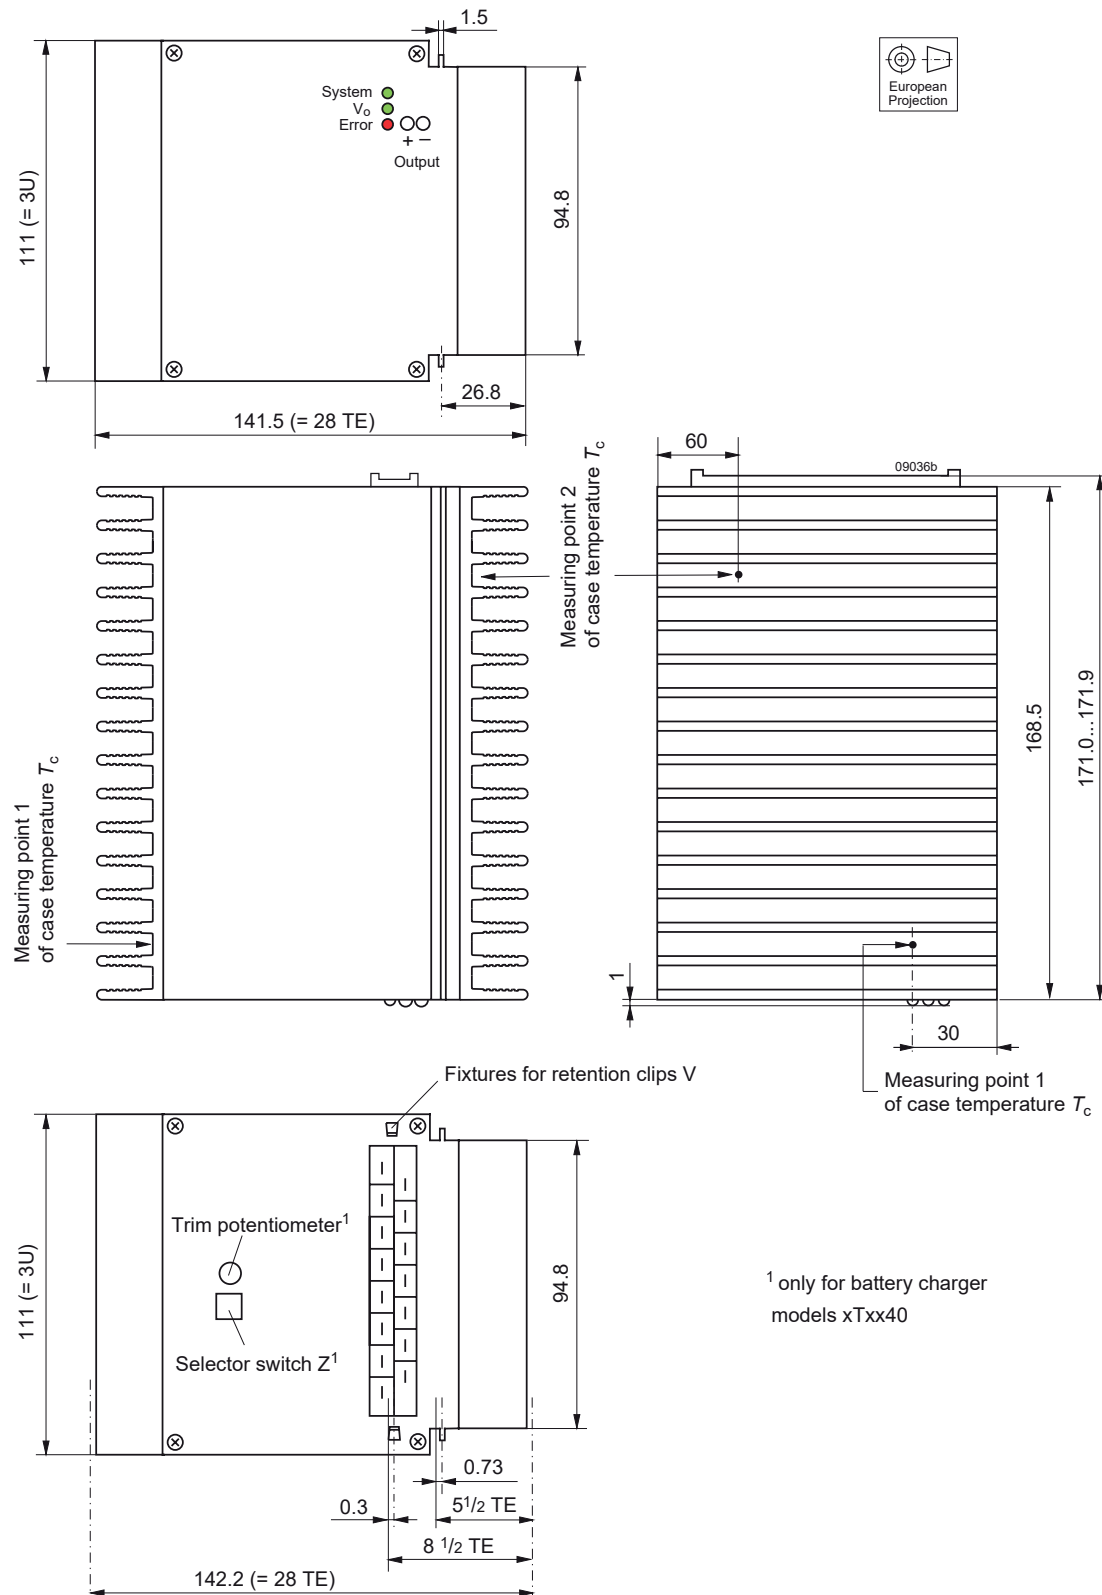 1.5
System
Vo
Error
+ –
Output
European
Projection
111 (= 3U)
94.8
26.8
141.5 (= 28 TE)
60
09036b
Measuring point 2
of case temperature Tc
168.5
171.0... 171.9
Measuring point 1
of case temperature Tc
1
30
Measuring point 1
of case temperature Tc
Fixtures for retention clips V
Trim potentiometer1
111 (= 3U)
94.8
Selector switch Z1
1 only for battery charger
models xTxx40
0.73
0.3
51/2 TE
8 1/2 TE
142.2 (= 28 TE)